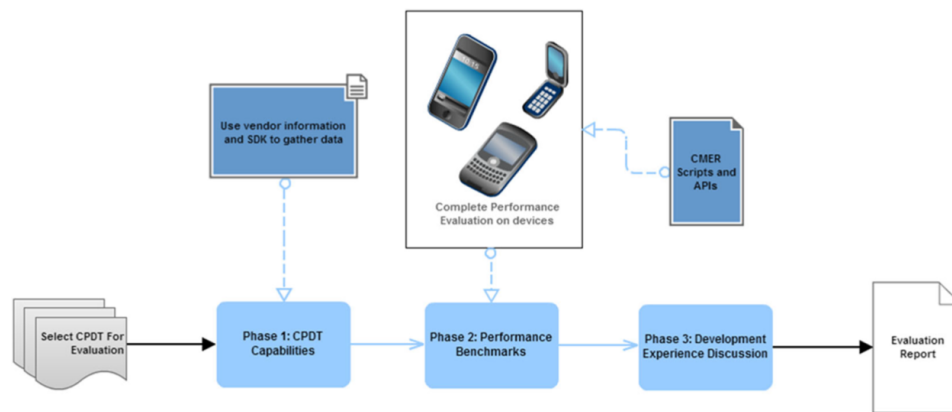 Use vendor information
and SDK to gather data
Complete Performance
Evaluation on devices
CMER
Scripts and
APIs
Select CPDT For
Evaluation
Phase 1: CPDT
Capabilities
Phase 2: Performance
Benchmarks
Phase 3: Development
Experience Discussion
Evaluation
Report